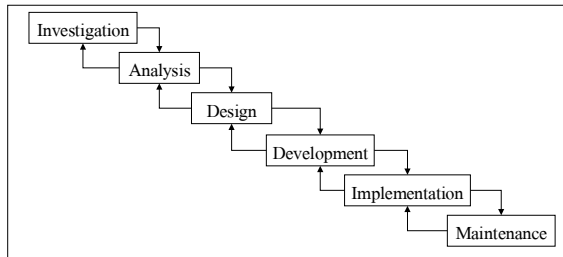 Investigation
Analysis
Design
Development
Implementation
Maintenance